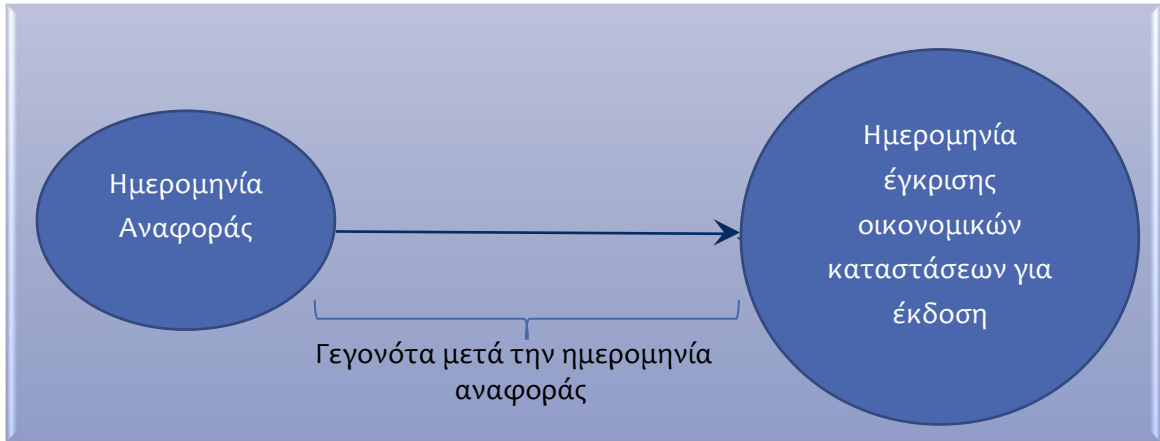 Ημερομηνία
Αναφοράς
Ημερομηνία
έγκρισης
οικονομικών
καταστάσεων για
έκδοση
Γεγονότα μετά την ημερομηνία
αναφοράς